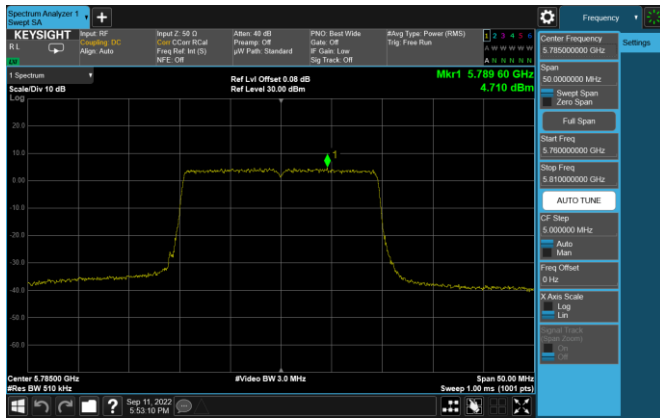 Spectrum Analyzer 1
Swept SA
+
Frequency
KEYSIGHT
RL
LXI
Input: RF
Coupling: DC
Align: Auto
Input Z: 50 Ω
Corr CCorr RCal
Freq Ref: Int (S)
NFE: Off
Atten: 40 dB
Preamp: Off
µW Path: Standard
PNO: Best Wide
Gate: Off
IF Gain: Low
Sig Track: Off
#Avg Type: Power (RMS)
Trig: Free Run
1 2 3 4 5 6
A W W W W W
A N N N N N
1 Spectrum
Scale/Div 10 dB
Log
Ref Lvl Offset 0.08 dB
Ref Level 30.00 dBm
Mkr1 5.789 60 GHz
4.710 dBm
20.0
10.0
0.00
-10.0
-20.0
-30.0
-40.0
-50.0
-60.0
1
Center 5.78500 GHz
#Res BW 510 kHz
#Video BW 3.0 MHz
Span 50.00 MHz
Sweep 1.00 ms (1001 pts)
Sep 11, 2022
5:53:10 PM
?
Center Frequency
5.785000000 GHz
Span
50.0000000 MHz
Swept Span
Zero Span
Full Span
Start Freq
5.760000000 GHz
Stop Freq
5.810000000 GHz
AUTO TUNE
CF Step
5.000000 MHz
Auto
Man
Freq Offset
0 Hz
X Axis Scale
Log
Lin
Signal Track
(Span Zoom)
On
Off
Settings